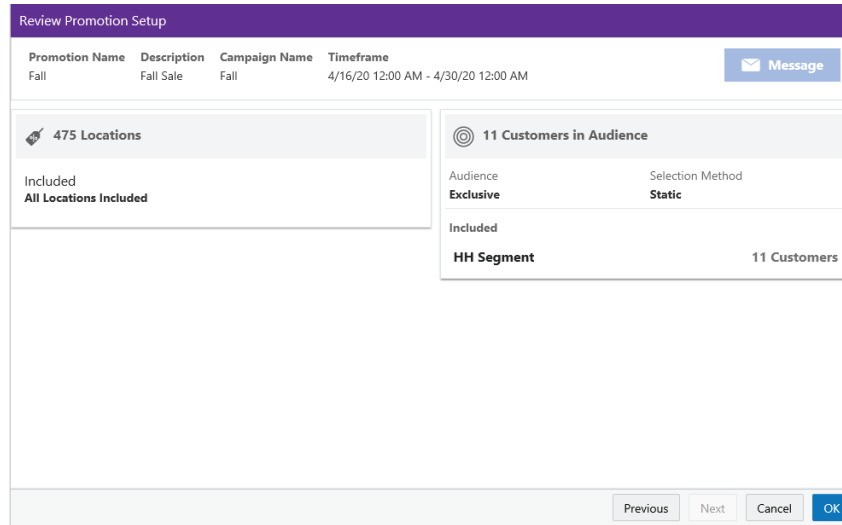 Review Promotion Setup
Promotion Name Description Campaign Name Timeframe
Fall Fall Sale Fall 4/16/20 12:00 AM - 4/30/20 12:00 AM
Message
475 Locations
Included
All Locations Included
11 Customers in Audience
Audience Selection Method
Exclusive Static
Included
HH Segment 11 Customers
Previous Next Cancel OK